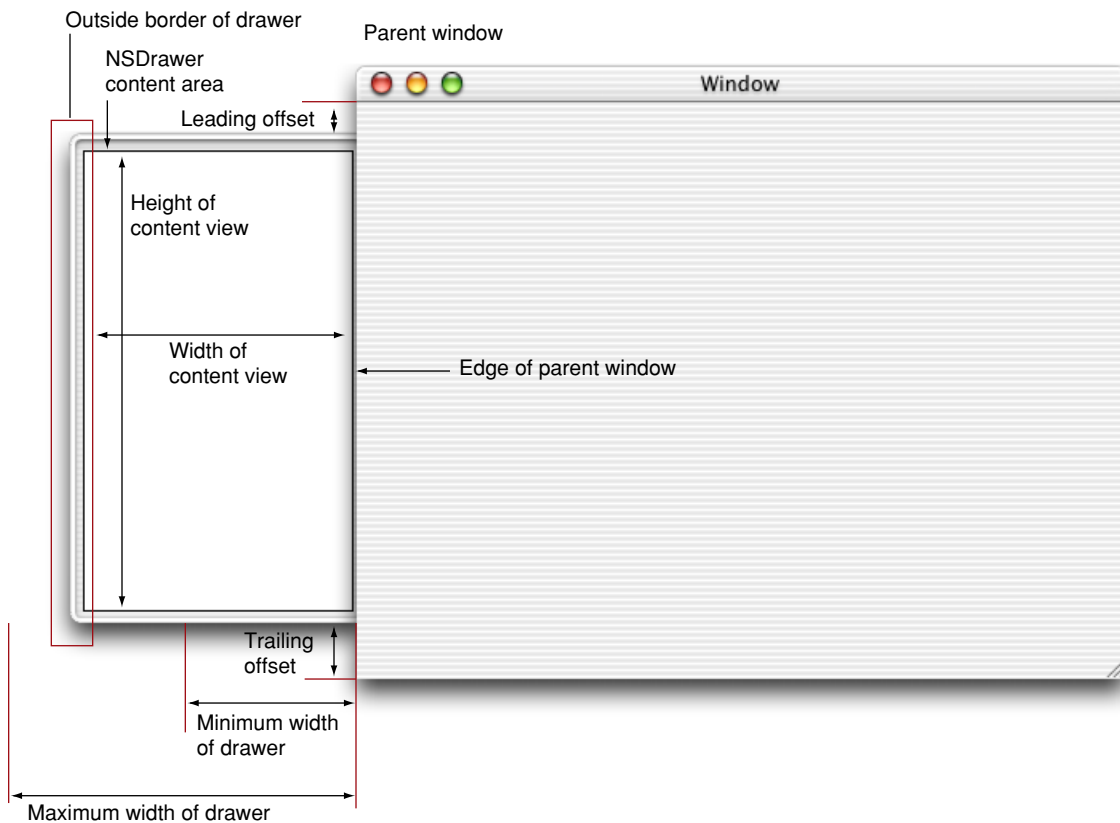 Outside border of drawer
Parent window
NSDrawer
content area
Window
Leading offset
Height of
content view
Width of
content view
Edge of parent window
Trailing
offset
Minimum width
of drawer
Maximum width of drawer